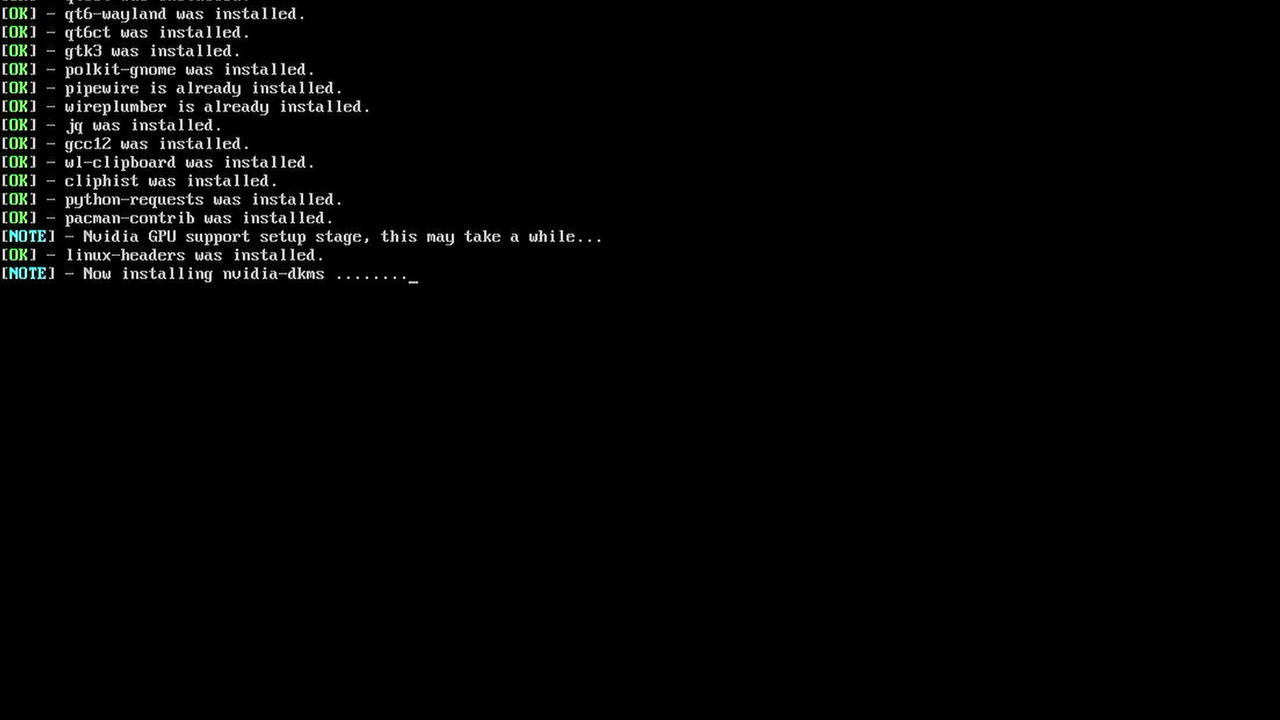 [OK] - qt6-wayland was installed.
[OK] - qt6ct was installed.
[OK] - gtk3 was installed.
[OK] - polkit-gnome was installed.
[OK] - pipewire is already installed.
[OK] - wireplumber is already installed.
[OK] - jq was installed.
[OK] - gcc12 was installed.
[OK] - wl-clipboard was installed.
[OK] - cliphist was installed.
[OK] - python-requests was installed.
[OK] - pacman-contrib was installed.
[NOTE] - Nvidia GPU support setup stage, this may take a while...
[OK] - linux-headers was installed.
[NOTE] - Now installing nvidia-dkms ........_